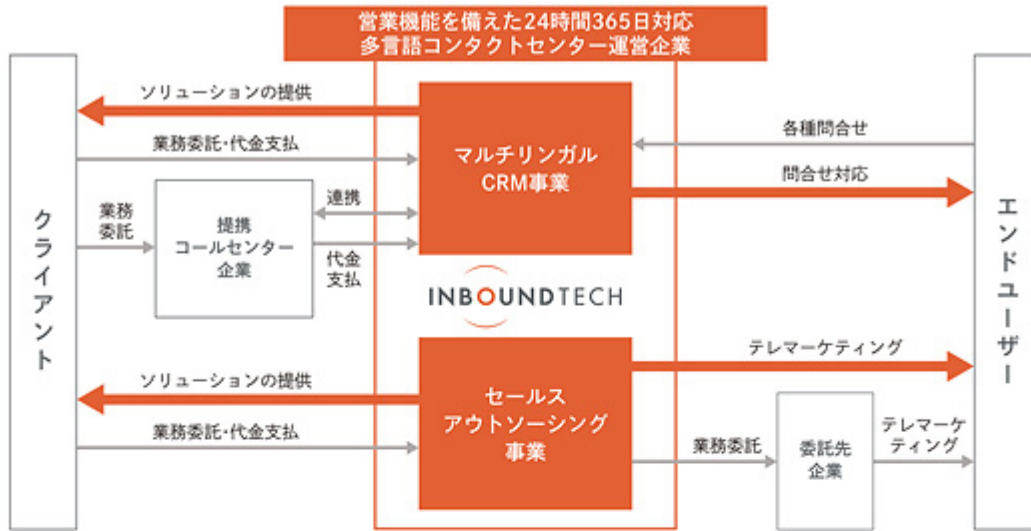 営業機能を備えた24時間365日対応
多言語コンタクトセンター運営企業
クライアント
ソリューションの提供
業務委託・代金支払
マルチリンガル
CRM事業
各種問合せ
問合せ対応
エンドユーザー
業務
委託
提携
コールセンター
企業
連携
代金
支払
INBOUNDTECH
ソリューションの提供
業務委託・代金支払
セールス
アウトソーシング
事業
テレマーケティング
業務委託
委託先
企業
テレマーケ
ティング